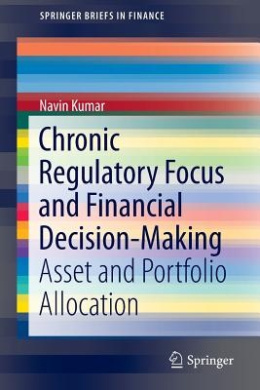 SPRINGER BRIEFS IN FINANCE
Navin Kumar
Chronic
Regulatory Focus
and Financial
Decision-Making
Asset and Portfolio
Allocation
Springer